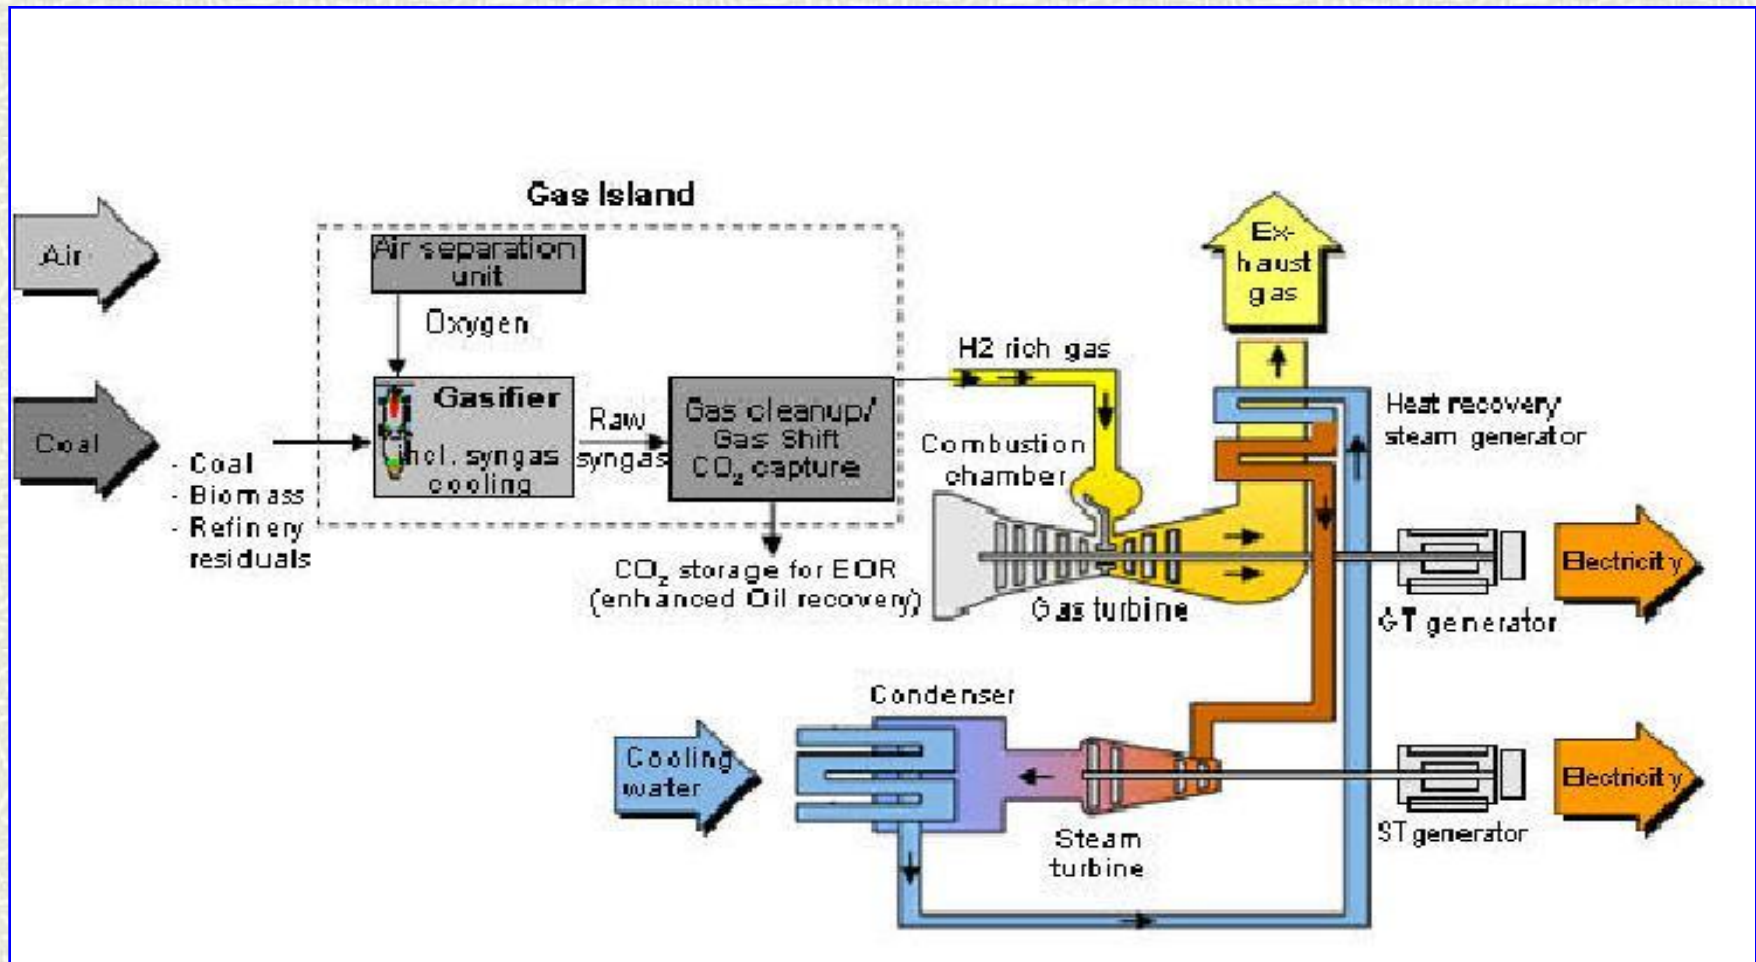 Gas Island
Air
Air separation
unit
Oxygen
Coal
- Coal
- Biomass
- Refinery
residuals
Gasifier
incl. syngas
cooling
Raw
syngas
Gas cleanup/
Gas Shift
CO₂ capture
CO₂ storage for EOR
(enhanced Oil recovery)
H2 rich gas
Combustion
chamber
Gas turbine
Ex-
haust
gas
Heat recovery
steam generator
GT generator
Electricity
Cooling
water
Condenser
Steam
turbine
ST generator
Electricity